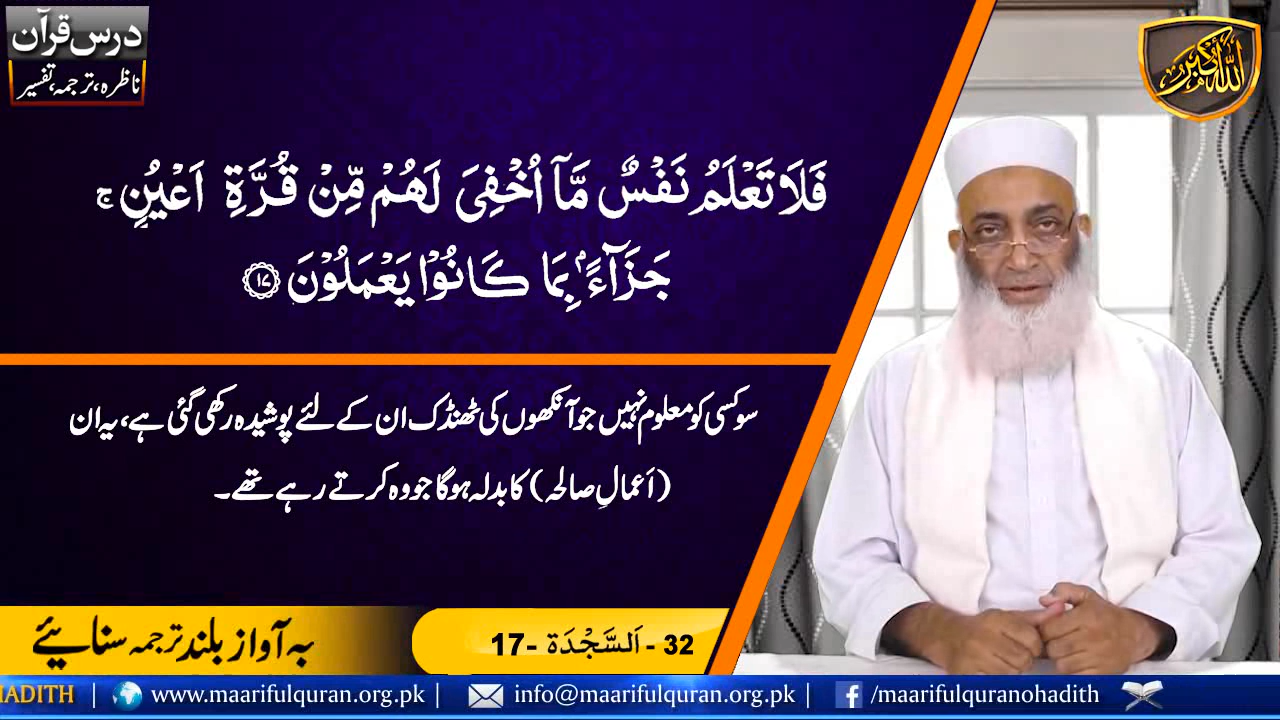 درس قرآن
ناظرہ، ترجمہ، تفسیر
اللہ اکبر
فَلَا تَعْلَمُ نَفْسٌ مَّاۤ اُخْفِیَ لَهُمْ مِّنْ قُرَّةِ اَعْیُنٍ ۚ
جَزَآءًۢ بِمَا كَانُوْا یَعْمَلُوْنَ ۝۱۷
سو کسی کو معلوم نہیں جو آنکھوں کی ٹھنڈک ان کے لئے پوشیدہ رکھی گئی ہے، یہ ان
(اَعمالِ صالحہ) کا بدلہ ہوگا جو وہ کرتے رہے تھے۔
32 - اَلسَّجْدَة - 17
بہ آواز بلند ترجمہ سنائیے
HADITH | www.maarifulquran.org.pk | info@maarifulquran.org.pk | /maarifulquranohadith